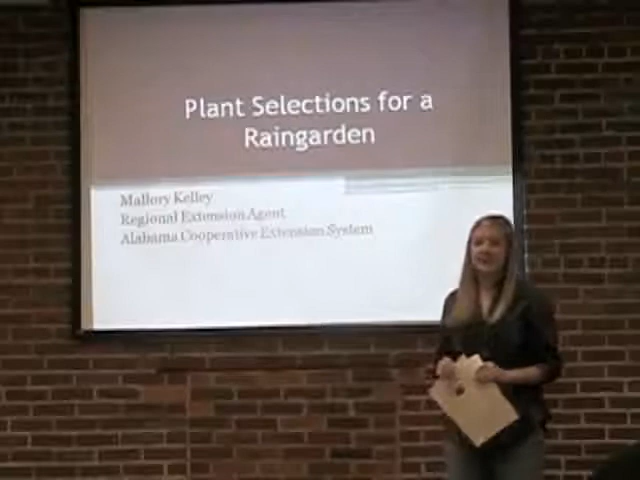 Plant Selections for a
Raingarden
Mallory Kelley
Regional Extension Agent
Alabama Cooperative Extension System